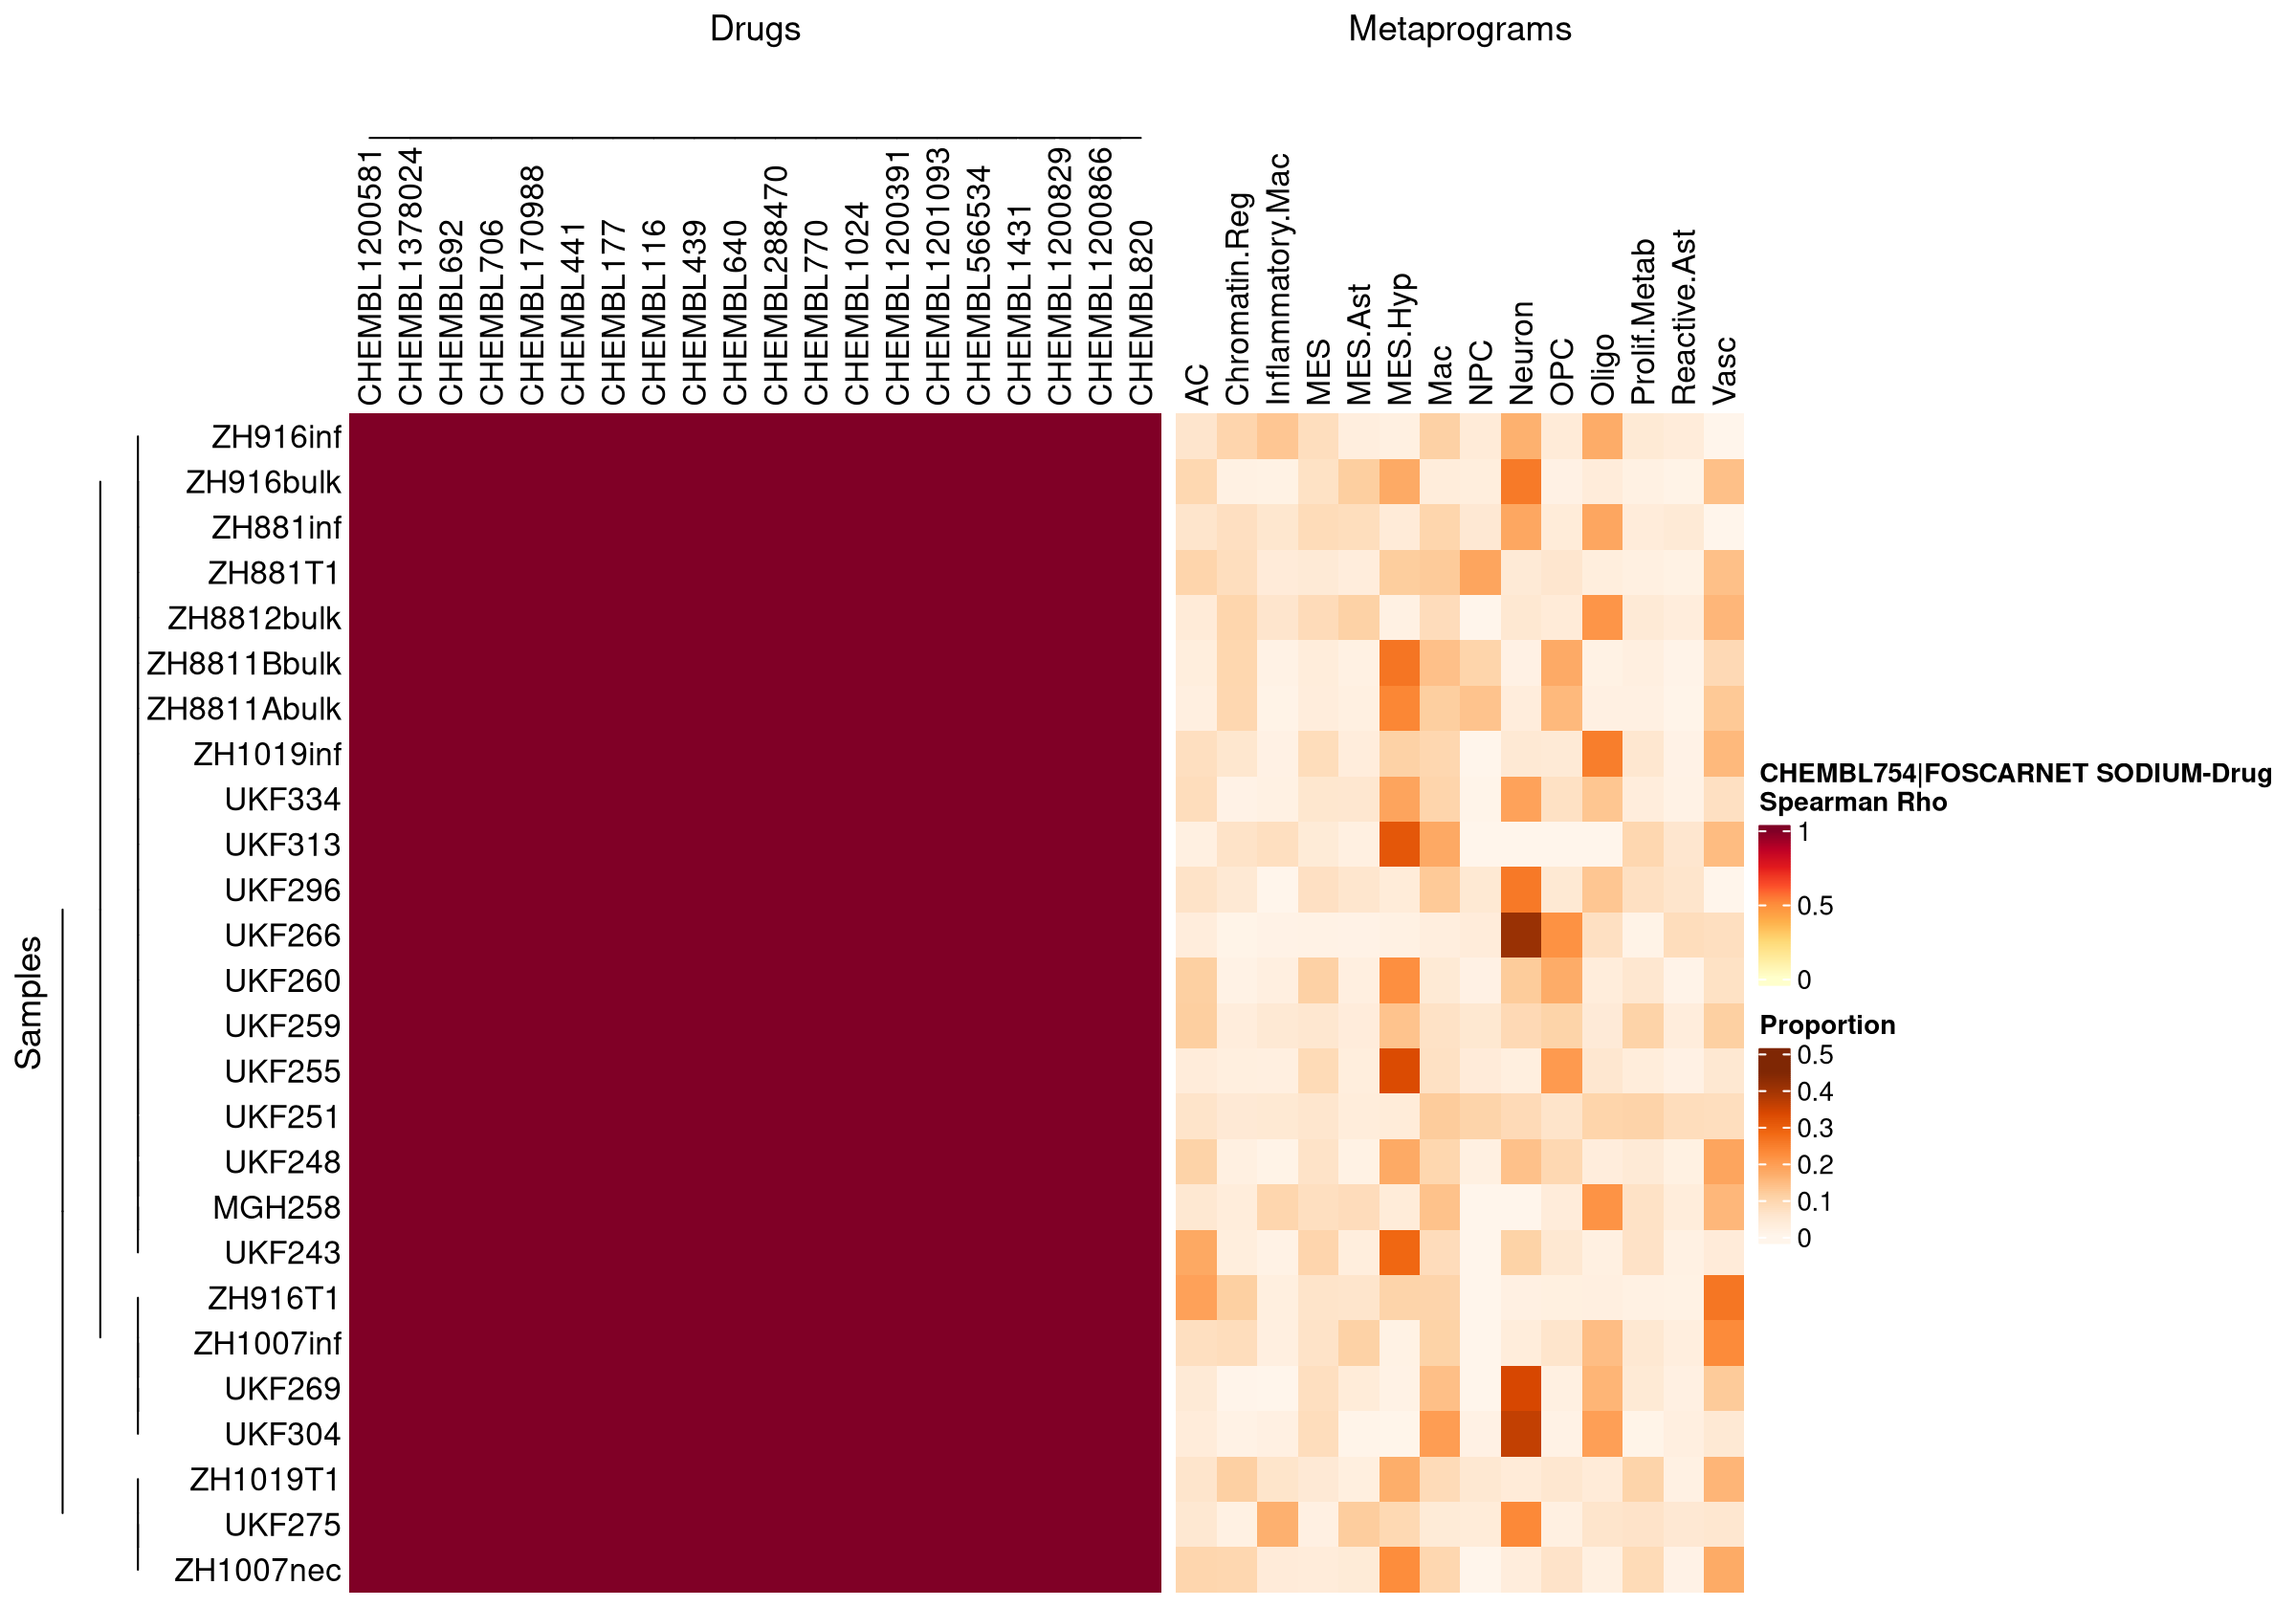 Drugs
Metaprograms
CHEMBL1200581
CHEMBL1378024
CHEMBL692
CHEMBL706
CHEMBL170988
CHEMBL441
CHEMBL177
CHEMBL116
CHEMBL439
CHEMBL640
CHEMBL2888470
CHEMBL770
CHEMBL1024
CHEMBL1200391
CHEMBL1201093
CHEMBL566534
CHEMBL1431
CHEMBL1200829
CHEMBL1200866
CHEMBL820
AC
Chromatin.Reg
Inflammatory.Mac
MES
MES.Ast
MES.Hyp
Mac
NPC
Neuron
OPC
Oligo
Prolif.Metab
Reactive.Ast
Vasc
Samples
ZH916inf
ZH916bulk
ZH881inf
ZH881T1
ZH8812bulk
ZH8811Bbulk
ZH8811Abulk
ZH1019inf
UKF334
UKF313
UKF296
UKF266
UKF260
UKF259
UKF255
UKF251
UKF248
MGH258
UKF243
ZH916T1
ZH1007inf
UKF269
UKF304
ZH1019T1
UKF275
ZH1007nec
CHEMBL754|FOSCARNET SODIUM-Drug
Spearman Rho
1
0.5
0
Proportion
0.5
0.4
0.3
0.2
0.1
0